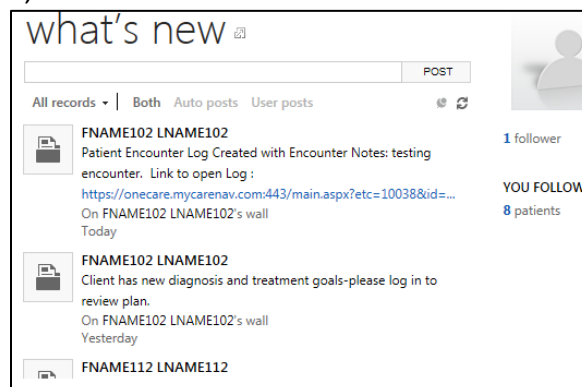 what's new
POST
All records Both Auto posts User posts
FNAME102 LNAME102
Patient Encounter Log Created with Encounter Notes: testing
encounter. Link to open Log :
https://onecare.mycarenav.com:443/main.aspx?etc=10038&id=...
On FNAME102 LNAME102's wall
Today
FNAME102 LNAME102
Client has new diagnosis and treatment goals-please log in to
review plan.
On FNAME102 LNAME102's wall
Yesterday
FNAME112 LNAME112
1 follower
YOU FOLLOW
8 patients